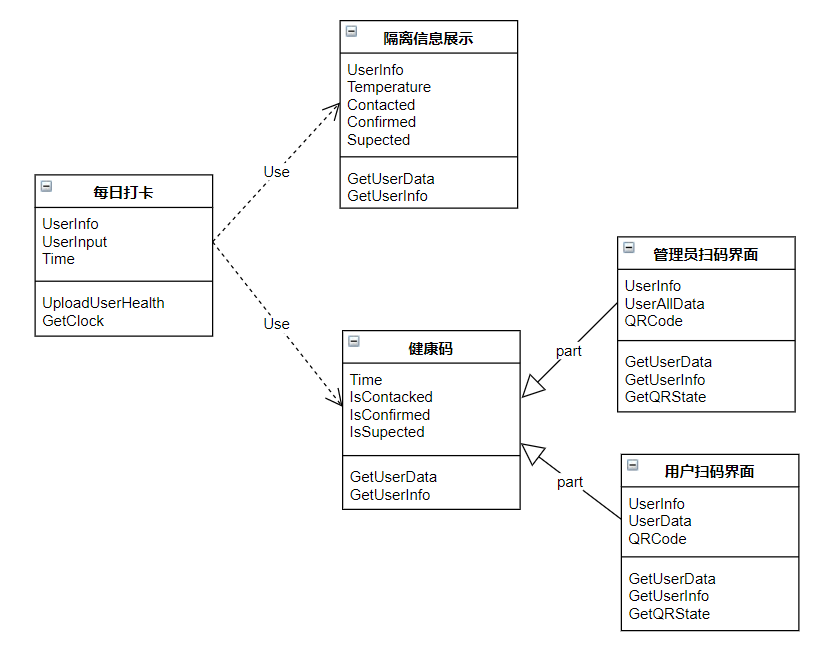 隔离信息展示
UserInfo
Temperature
Contacted
Confirmed
Supected
GetUserData
GetUserInfo
Use
每日打卡
UserInfo
UserInput
Time
UploadUserHealth
GetClock
Use
健康码
Time
IsContacked
IsConfirmed
IsSupected
GetUserData
GetUserInfo
part
管理员扫码界面
UserInfo
UserAllData
QRCode
GetUserData
GetUserInfo
GetQRState
part
用户扫码界面
UserInfo
UserData
QRCode
GetUserData
GetUserInfo
GetQRState